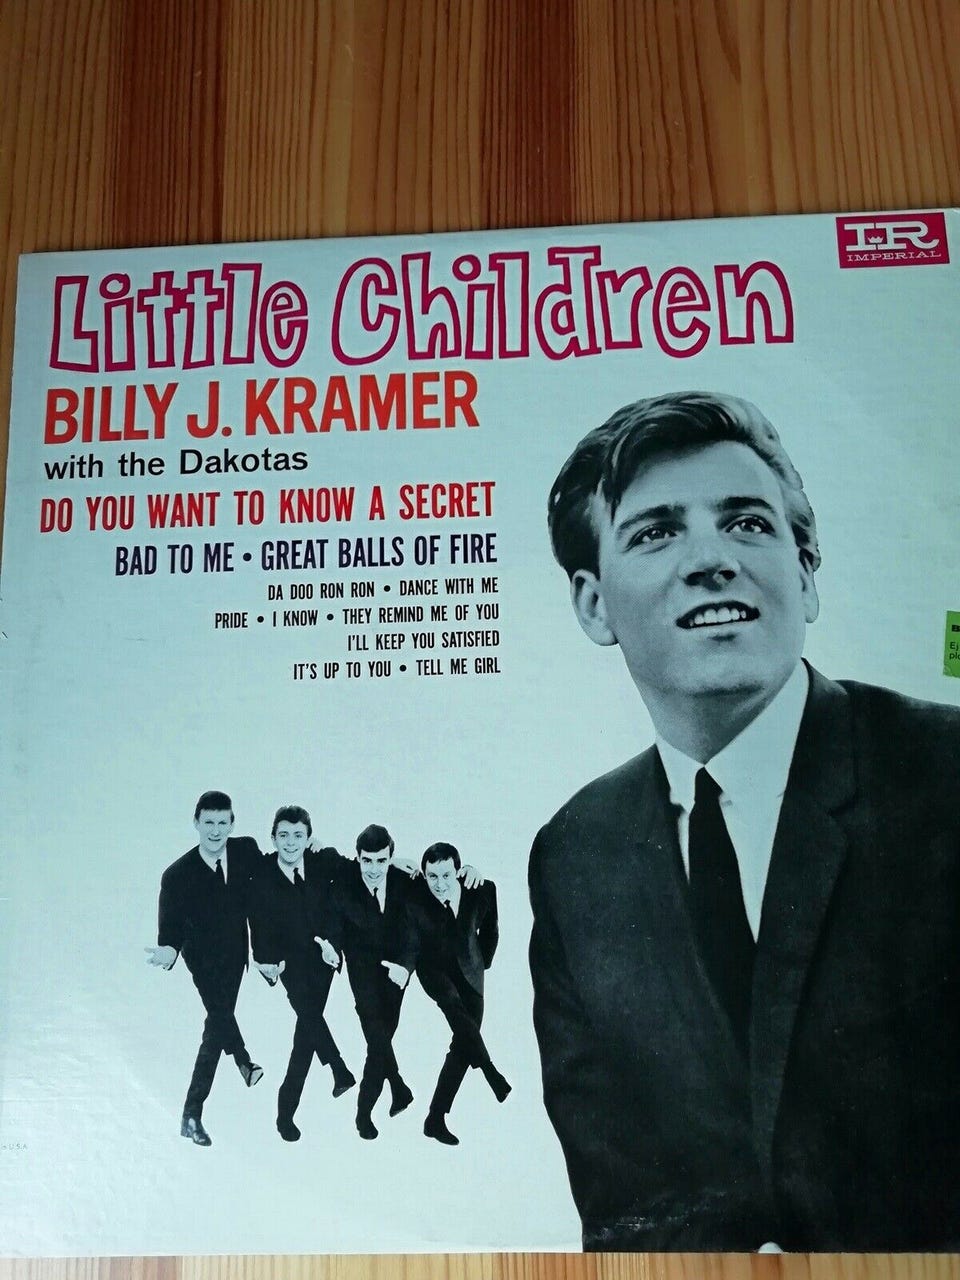 IR
IMPERIAL
Little Children
BILLY J. KRAMER
with the Dakotas
DO YOU WANT TO KNOW A SECRET
BAD TO ME • GREAT BALLS OF FIRE
DA DOO RON RON • DANCE WITH ME
PRIDE • I KNOW • THEY REMIND ME OF YOU
I'LL KEEP YOU SATISFIED
IT'S UP TO YOU • TELL ME GIRL
U.S.A.